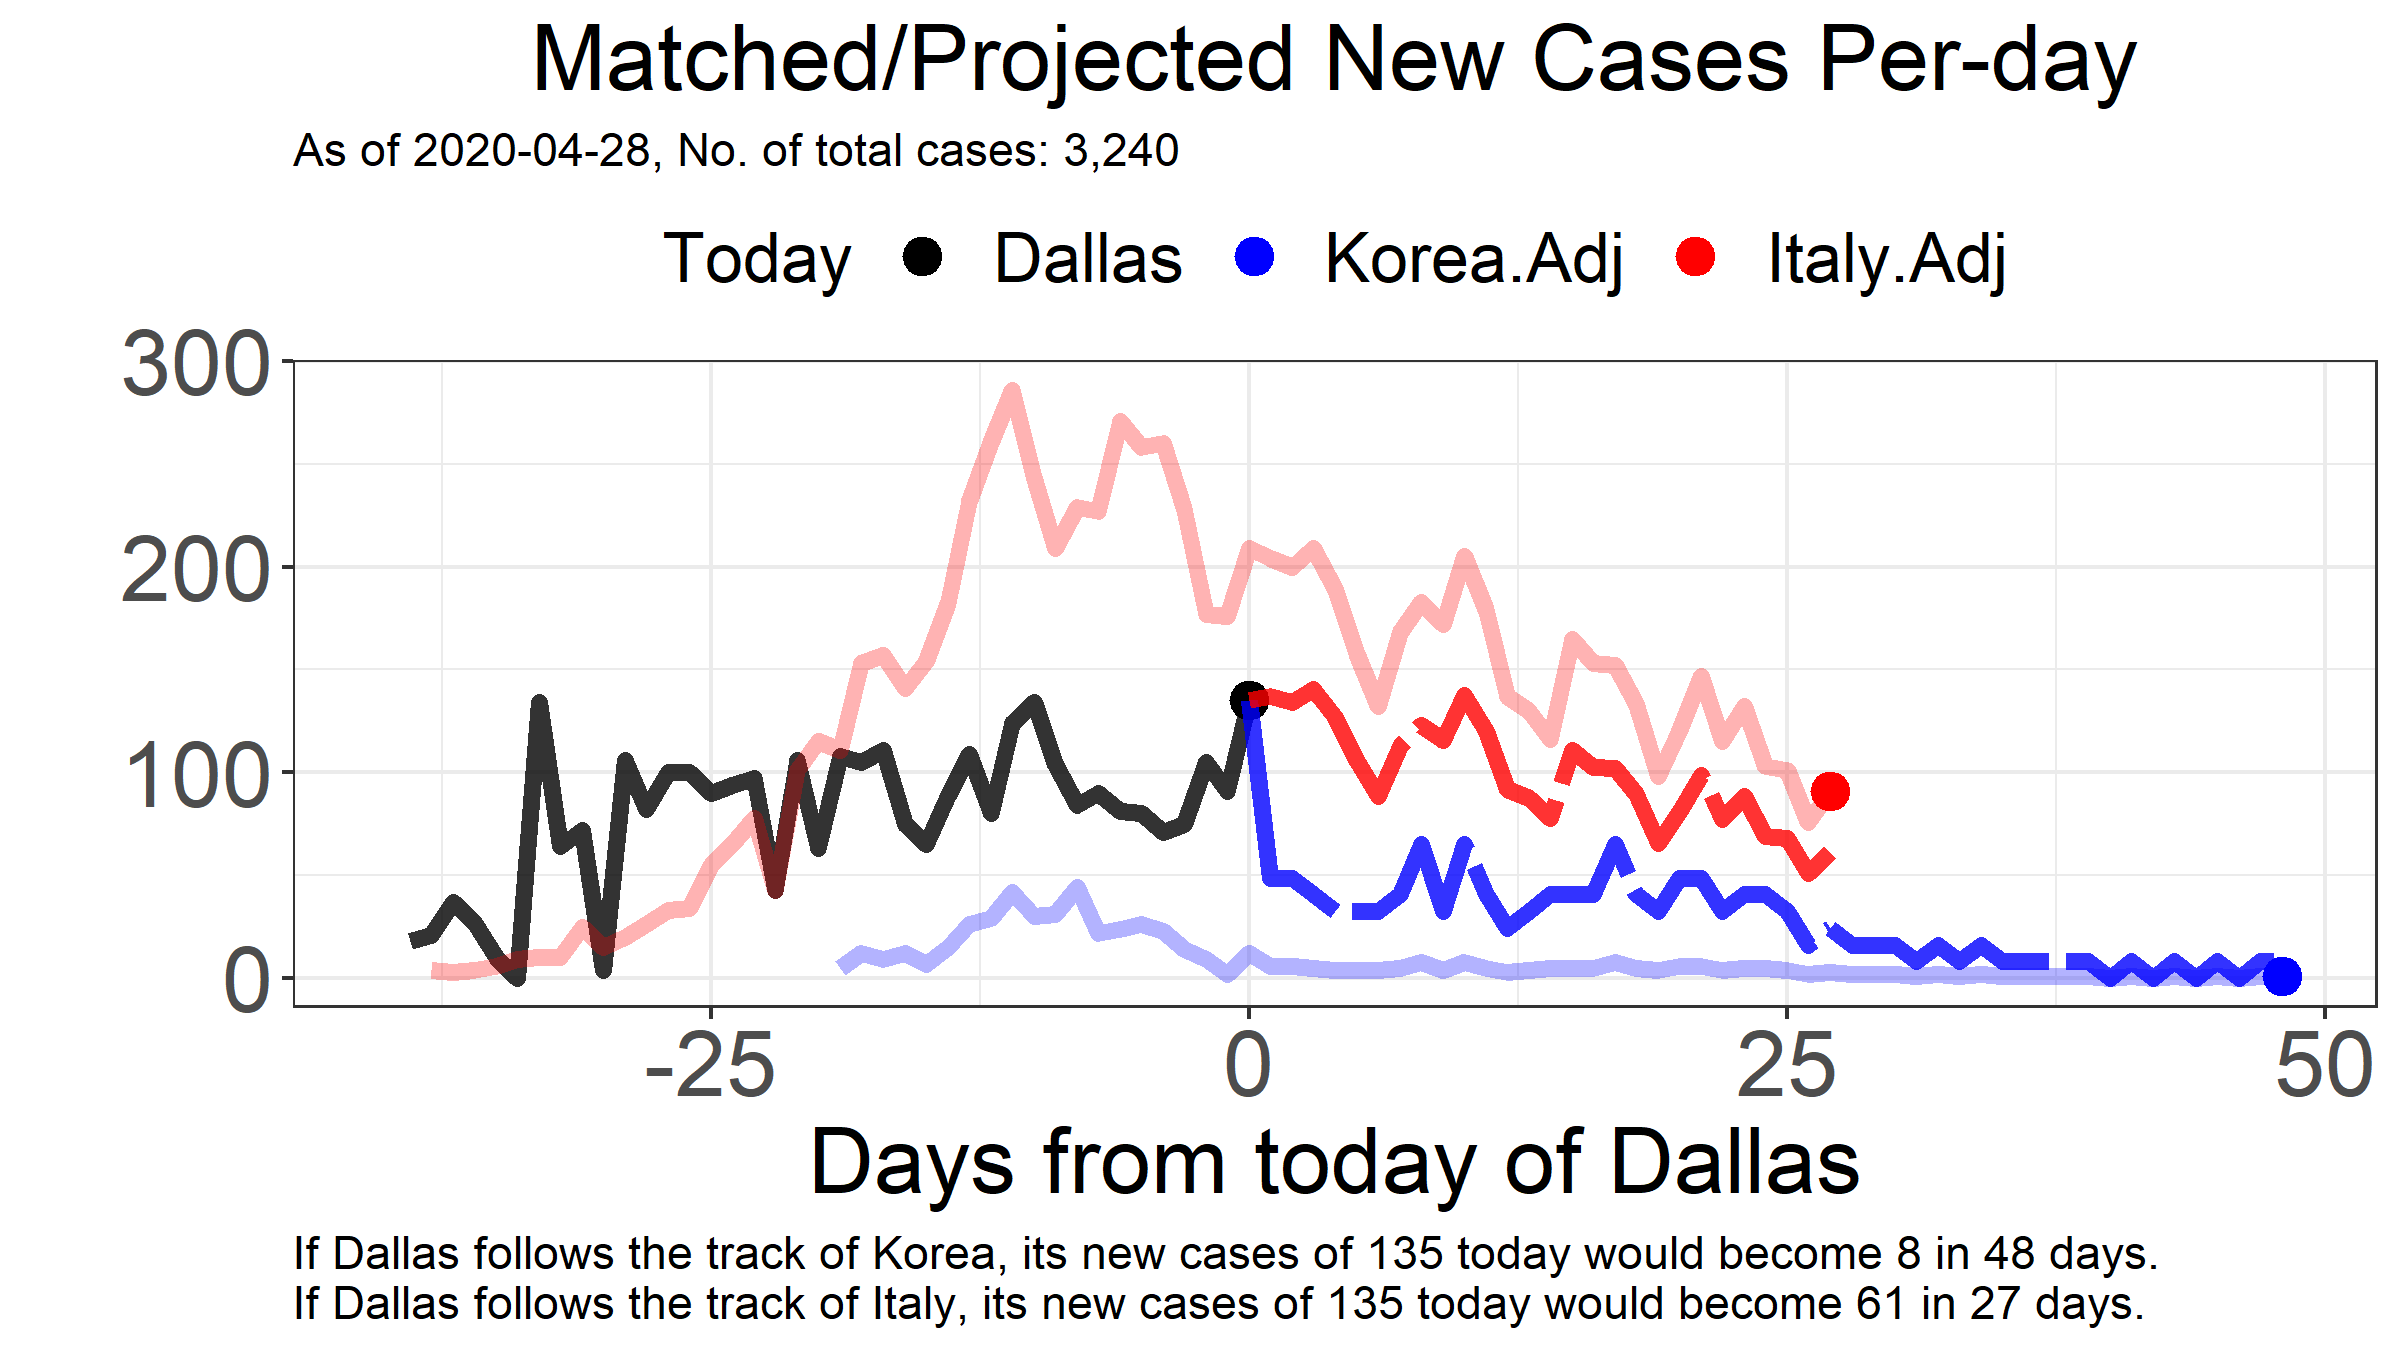 Matched/Projected New Cases Per-day
As of 2020-04-28, No. of total cases: 3,240
Today Dallas Korea.Adj Italy.Adj
300
200
100
0
-25 0 25 50
Days from today of Dallas
If Dallas follows the track of Korea, its new cases of 135 today would become 8 in 48 days.
If Dallas follows the track of Italy, its new cases of 135 today would become 61 in 27 days.